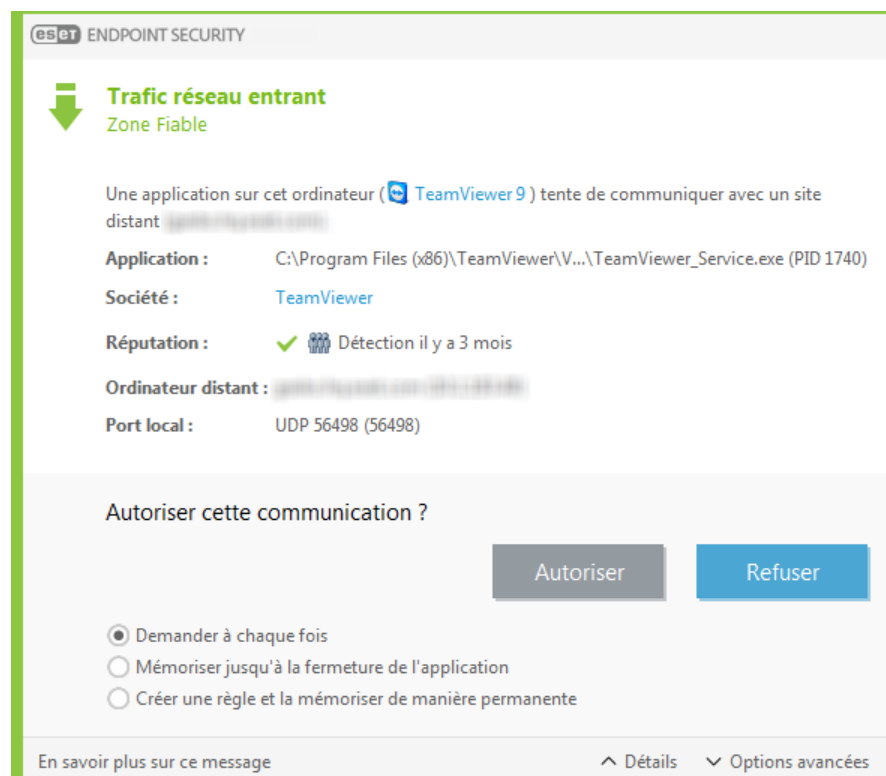 eset ENDPOINT SECURITY
Trafic réseau entrant
Zone Fiable
Une application sur cet ordinateur ( TeamViewer 9 ) tente de communiquer avec un site
distant
Application : C:\Program Files (x86)\TeamViewer\V...\TeamViewer_Service.exe (PID 1740)
Société : TeamViewer
Réputation : Détection il y a 3 mois
Ordinateur distant :
Port local : UDP 56498 (56498)
Autoriser cette communication ?
Autoriser Refuser
Demander à chaque fois
Mémoriser jusqu'à la fermeture de l'application
Créer une règle et la mémoriser de manière permanente
En savoir plus sur ce message Détails Options avancées